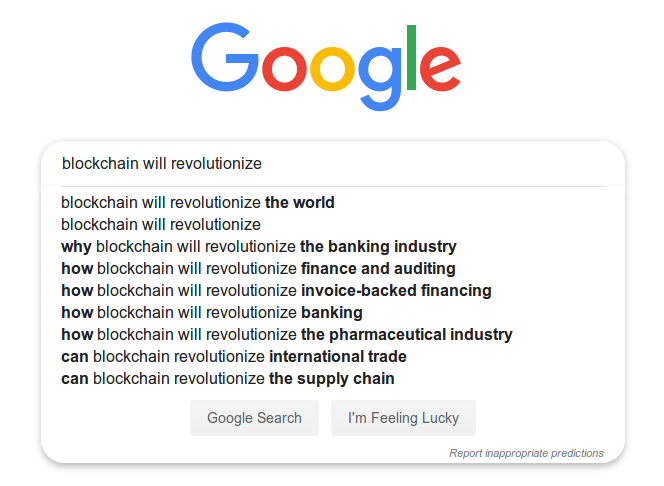 Google
blockchain will revolutionize
blockchain will revolutionize the world
blockchain will revolutionize
why blockchain will revolutionize the banking industry
how blockchain will revolutionize finance and auditing
how blockchain will revolutionize invoice-backed financing
how blockchain will revolutionize banking
how blockchain will revolutionize the pharmaceutical industry
can blockchain revolutionize international trade
can blockchain revolutionize the supply chain
Google Search I'm Feeling Lucky
Report inappropriate predictions